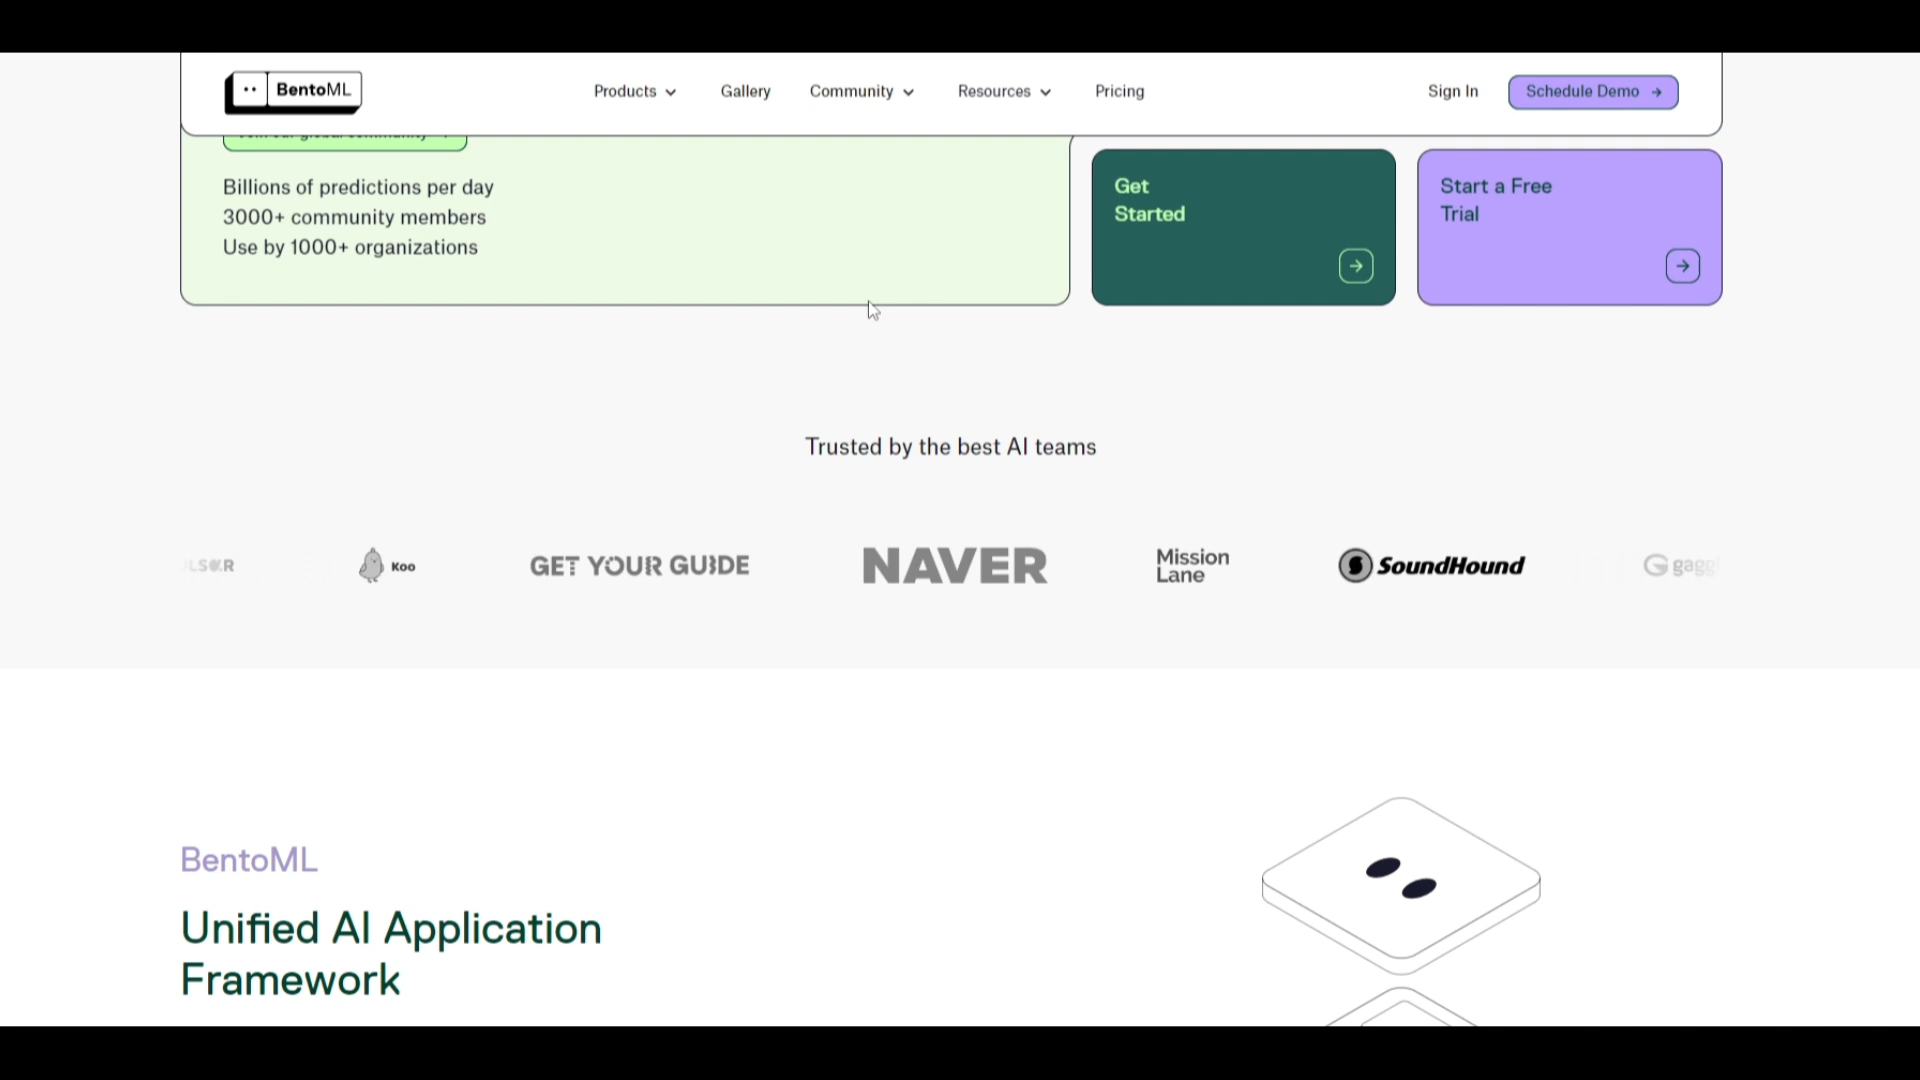 BentoML
Products
Gallery
Community
Resources
Pricing
Sign In
Schedule Demo
Billions of predictions per day
3000+ community members
Use by 1000+ organizations
Get
Started
Start a Free
Trial
Trusted by the best AI teams
Koo
GET YOUR GUIDE
NAVER
Mission
Lane
SoundHound
BentoML
Unified AI Application
Framework